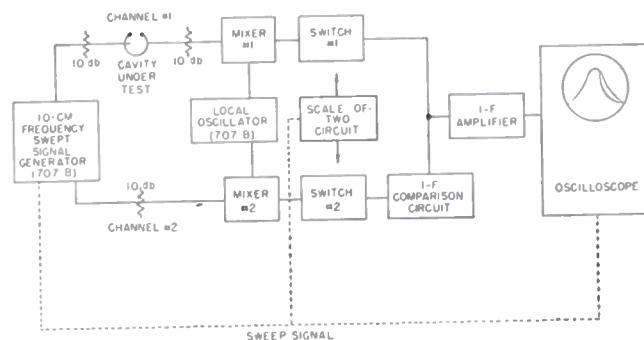 CHANNEL #1
10 db
CAVITY
UNDER
TEST
10 db
MIXER
#1
SWITCH
#1
10-CM
FREQUENCY
SWEPT
SIGNAL
GENERATOR
(707 B)
LOCAL
OSCILLATOR
(707 B)
SCALE OF-
TWO
CIRCUIT
I-F
AMPLIFIER
OSCILLOSCOPE
10 db
CHANNEL #2
MIXER
#2
SWITCH
#2
I-F
COMPARISON
CIRCUIT
SWEEP SIGNAL